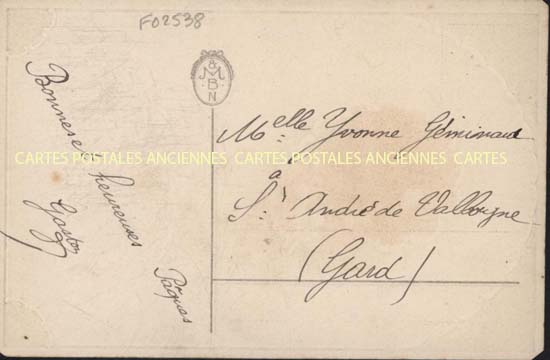 F02538
M & B N
Bonnes et heureuses Pâques
Gaston
Melle Yvonne Géminard
à
St André de Valborgne
(Gard)
CARTES POSTALES ANCIENNES CARTES POSTALES ANCIENNES CARTES